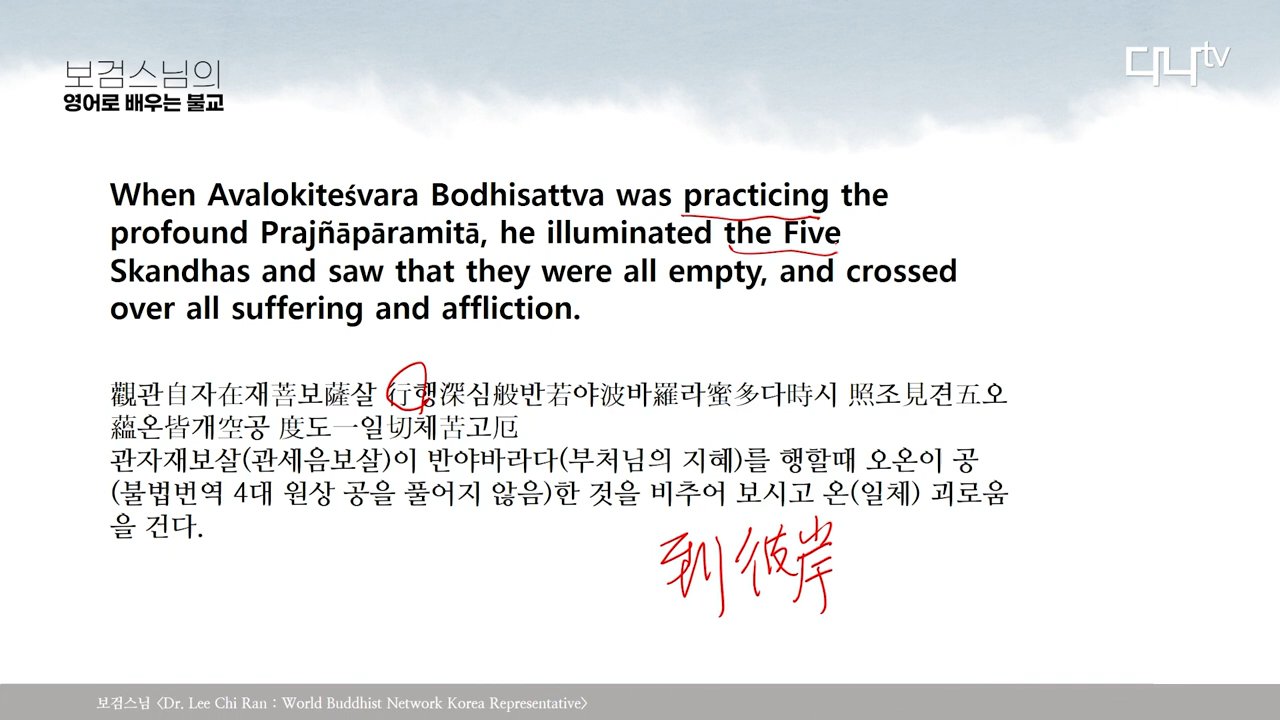 보검스님의
영어로 배우는 불교
다나tv
When Avalokiteśvara Bodhisattva was practicing the
profound Prajñāpāramitā, he illuminated the Five
Skandhas and saw that they were all empty, and crossed
over all suffering and affliction.
觀관自자在재菩보薩살 行행深심般반若야波바羅라蜜多다時시 照조見견五오
蘊온皆개空공 度도一일切체苦고厄
관자재보살(관세음보살)이 반야바라다(부처님의 지혜)를 행할때 오온이 공
(불법번역 4대 원상 공을 풀어지 않음)한 것을 비추어 보시고 온(일체) 괴로움
을 건다.
到彼岸
보검스님 <Dr. Lee Chi Ran : World Buddhist Network Korea Representative>